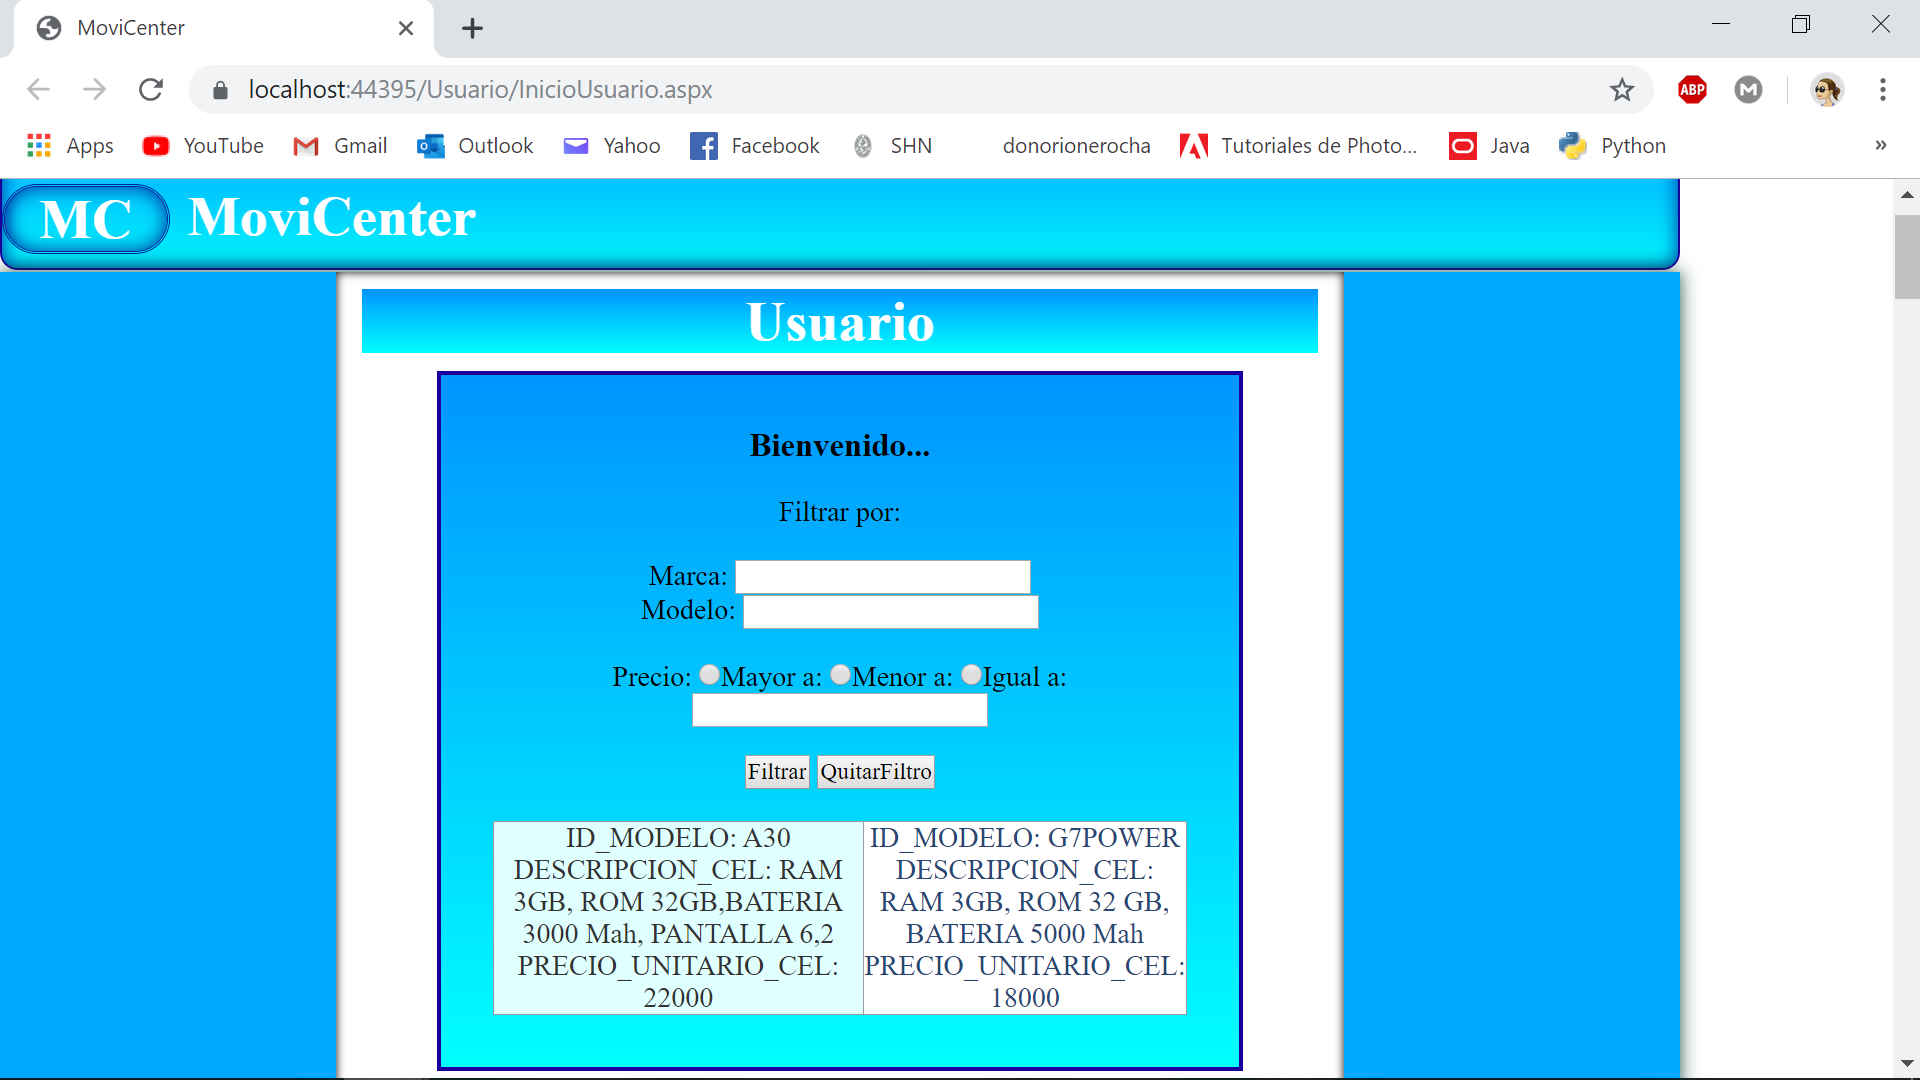 MoviCenter
localhost:44395/Usuario/InicioUsuario.aspx
ABP
M
Apps YouTube Gmail Outlook Yahoo Facebook SHN donorionerocha Tutoriales de Photo... Java Python »
MC MoviCenter
Usuario
Bienvenido...
Filtrar por:
Marca:
Modelo:
Precio: Mayor a: Menor a: Igual a:
Filtrar QuitarFiltro
ID_MODELO: A30
DESCRIPCION_CEL: RAM
3GB, ROM 32GB,BATERIA
3000 Mah, PANTALLA 6,2
PRECIO_UNITARIO_CEL:
22000
ID_MODELO: G7POWER
DESCRIPCION_CEL:
RAM 3GB, ROM 32 GB,
BATERIA 5000 Mah
PRECIO_UNITARIO_CEL:
18000